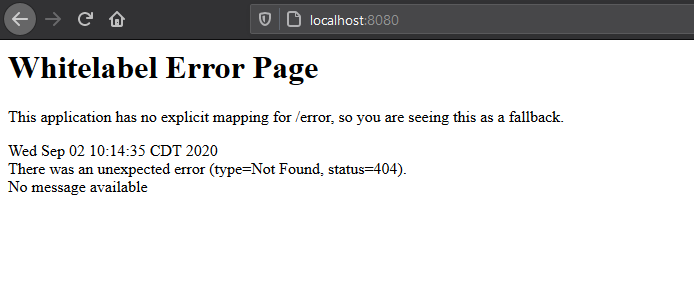 localhost:8080
Whitelabel Error Page
This application has no explicit mapping for /error, so you are seeing this as a fallback.
Wed Sep 02 10:14:35 CDT 2020
There was an unexpected error (type=Not Found, status=404).
No message available